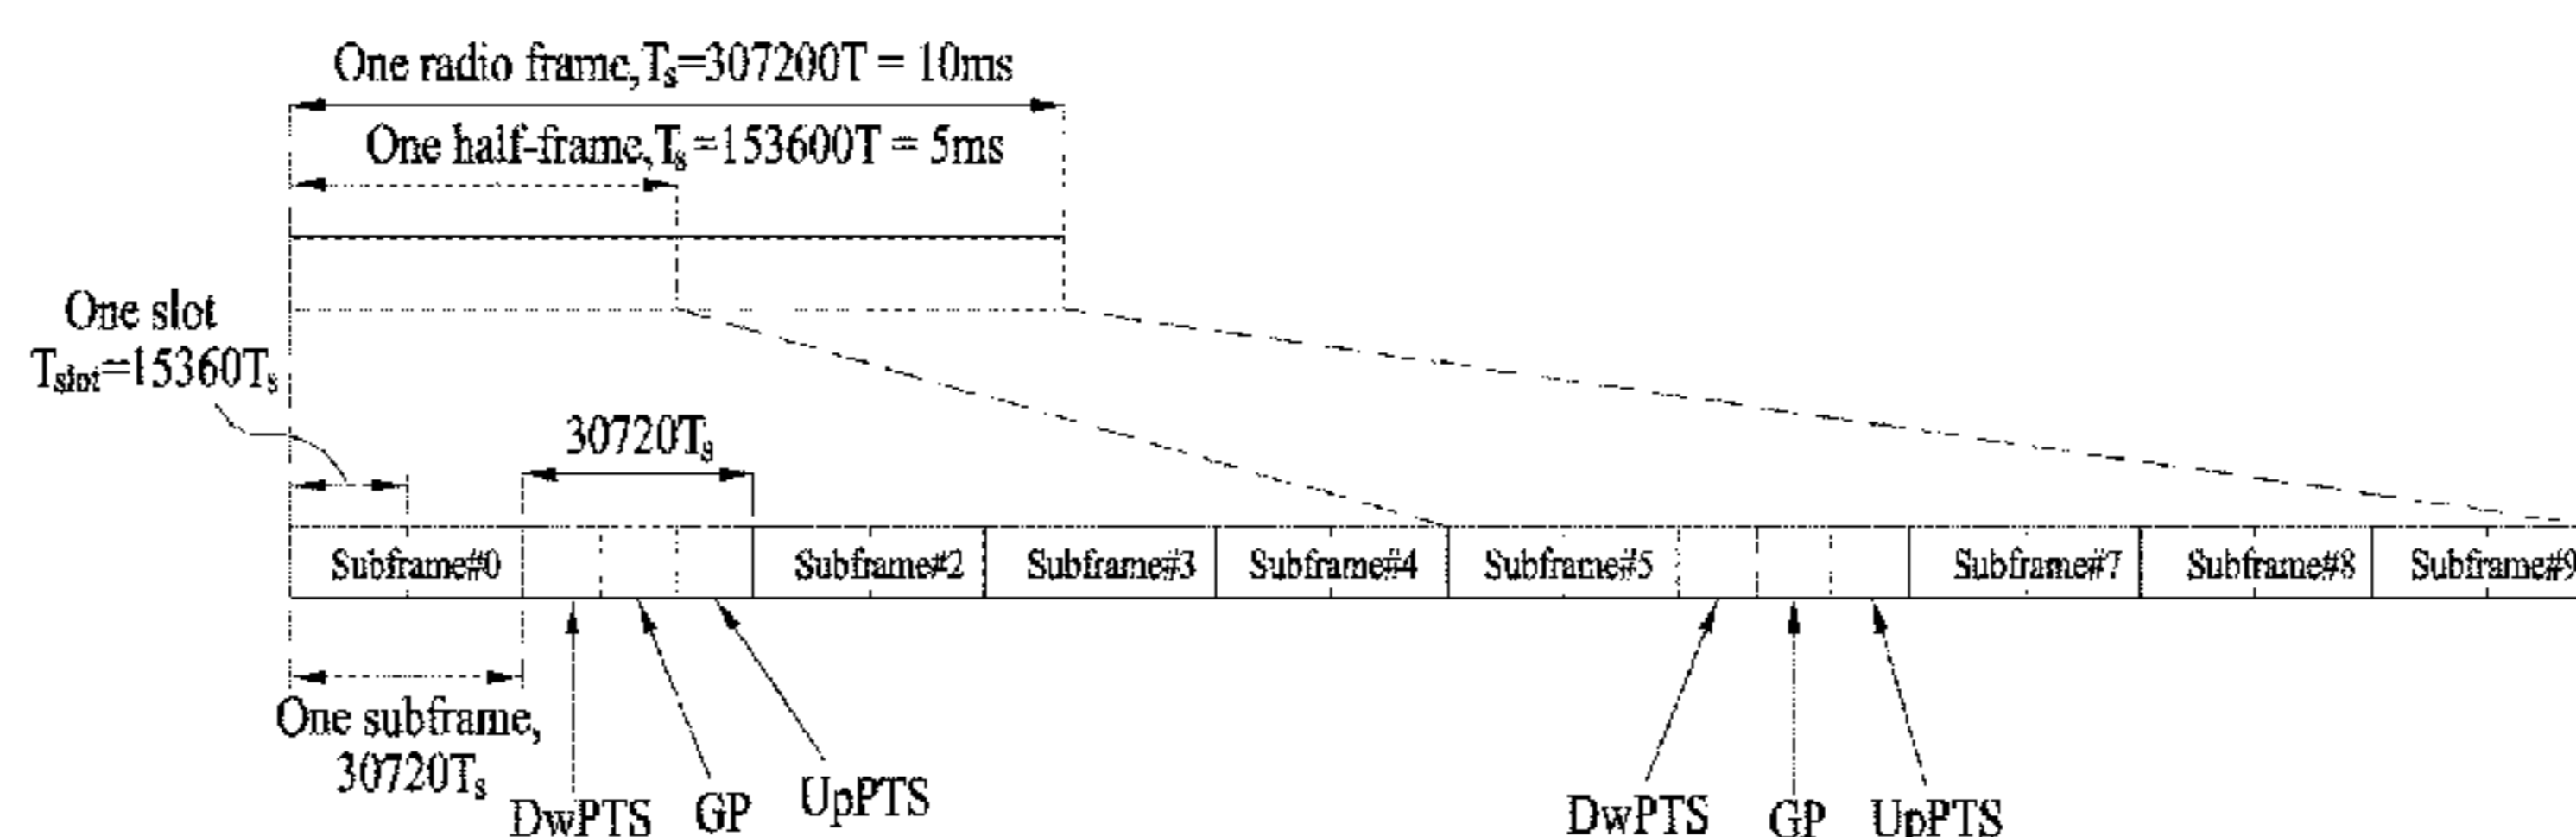 One radio frame,Ts=307200T = 10ms
One half-frame,Ts=153600T = 5ms
One slot
Tslot=15360Ts
30720Ts
Subframe#0
Subframe#2
Subframe#3
Subframe#4
Subframe#5
Subframe#7
Subframe#8
Subframe#9
One subframe,
30720Ts
DwPTS
GP
UpPTS
DwPTS
GP
UpPTS